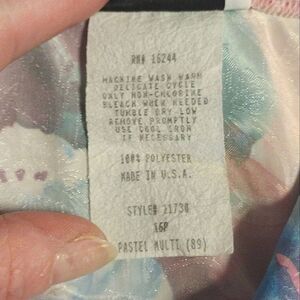 RN# 16244
MACHINE WASH WARM
DELICATE CYCLE
ONLY NON-CHLORINE
BLEACH WHEN NEEDED
TUMBLE DRY LOW
REMOVE PROMPTLY
USE COOL IRON
IF NECESSARY
100% POLYESTER
MADE IN U.S.A.
STYLE# 21730
16P
PASTEL MULTI (89)